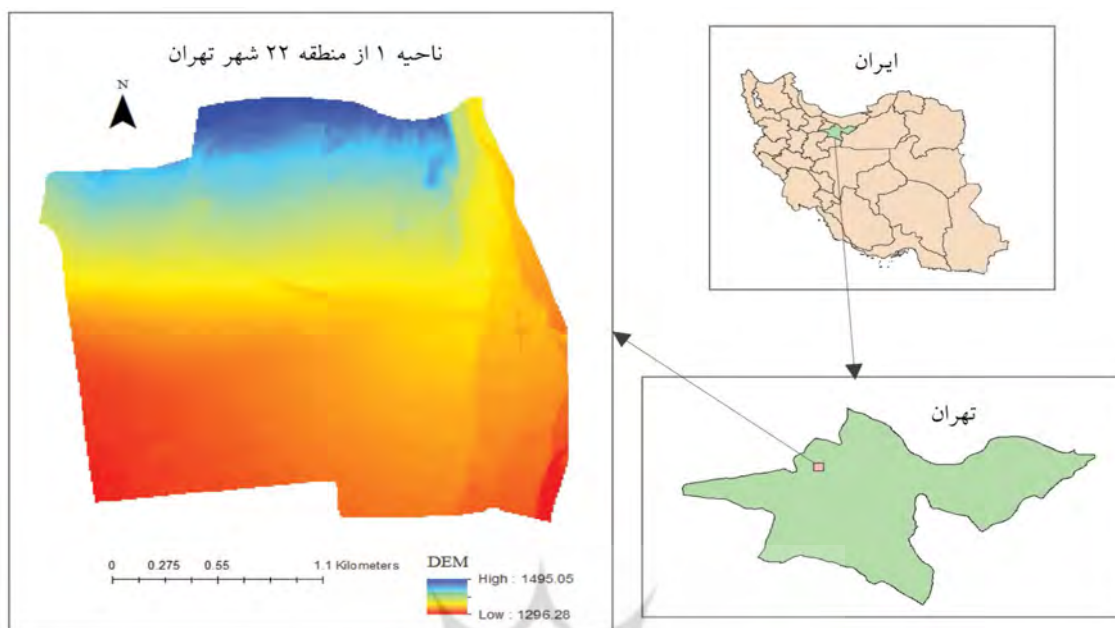 ناحیه ۱ از منطقه ۲۲ شهر تهران
N
0 0.275 0.55 1.1 Kilometers
DEM
High : 1495.05
Low : 1296.28
ایران
تهران